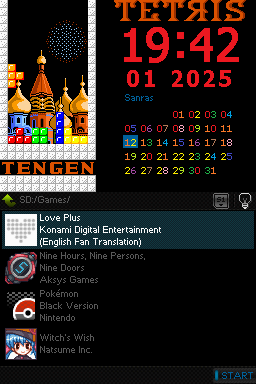 TETRIS
19:42
01 2025
Sanras
01 02 03 04
05 06 07 08 09 10 11
12 13 14 15 16 17 18
19 20 21 22 23 24 25
26 27 28 29 30 31
TENGEN
SD:/Games/
Love Plus
Konami Digital Entertainment
(English Fan Translation)
Nine Hours, Nine Persons,
Nine Doors
Aksys Games
Pokémon
Black Version
Nintendo
Witch's Wish
Natsume Inc.
START